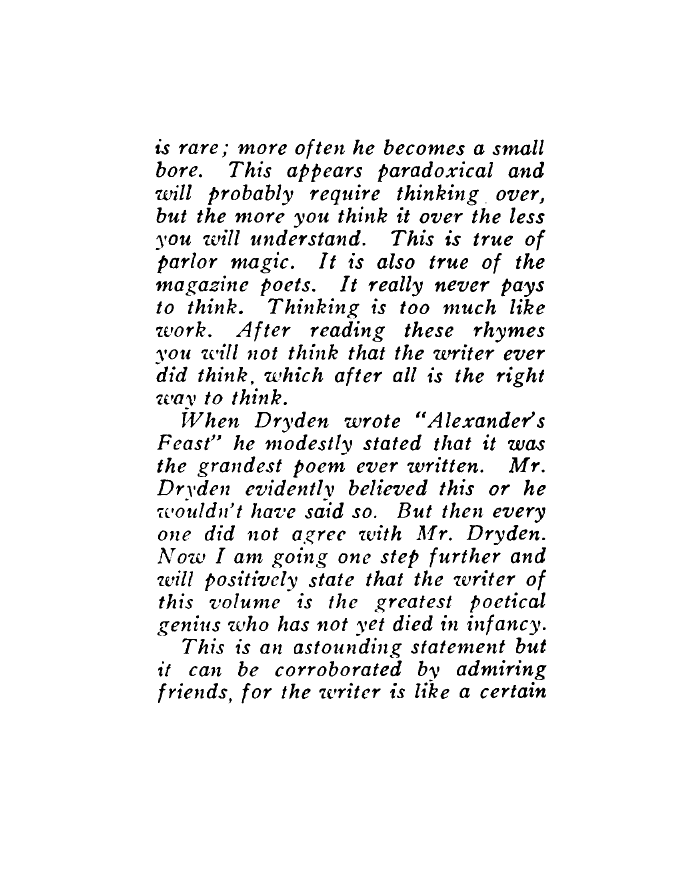 is rare; more often he becomes a small
bore. This appears paradoxical and
will probably require thinking over,
but the more you think it over the less
you will understand. This is true of
parlor magic. It is also true of the
magazine poets. It really never pays
to think. Thinking is too much like
work. After reading these rhymes
you will not think that the writer ever
did think, which after all is the right
way to think.
When Dryden wrote “Alexander's
Feast” he modestly stated that it was
the grandest poem ever written. Mr.
Dryden evidently believed this or he
wouldn't have said so. But then every
one did not agree with Mr. Dryden.
Now I am going one step further and
will positively state that the writer of
this volume is the greatest poetical
genius who has not yet died in infancy.
This is an astounding statement but
it can be corroborated by admiring
friends, for the writer is like a certain